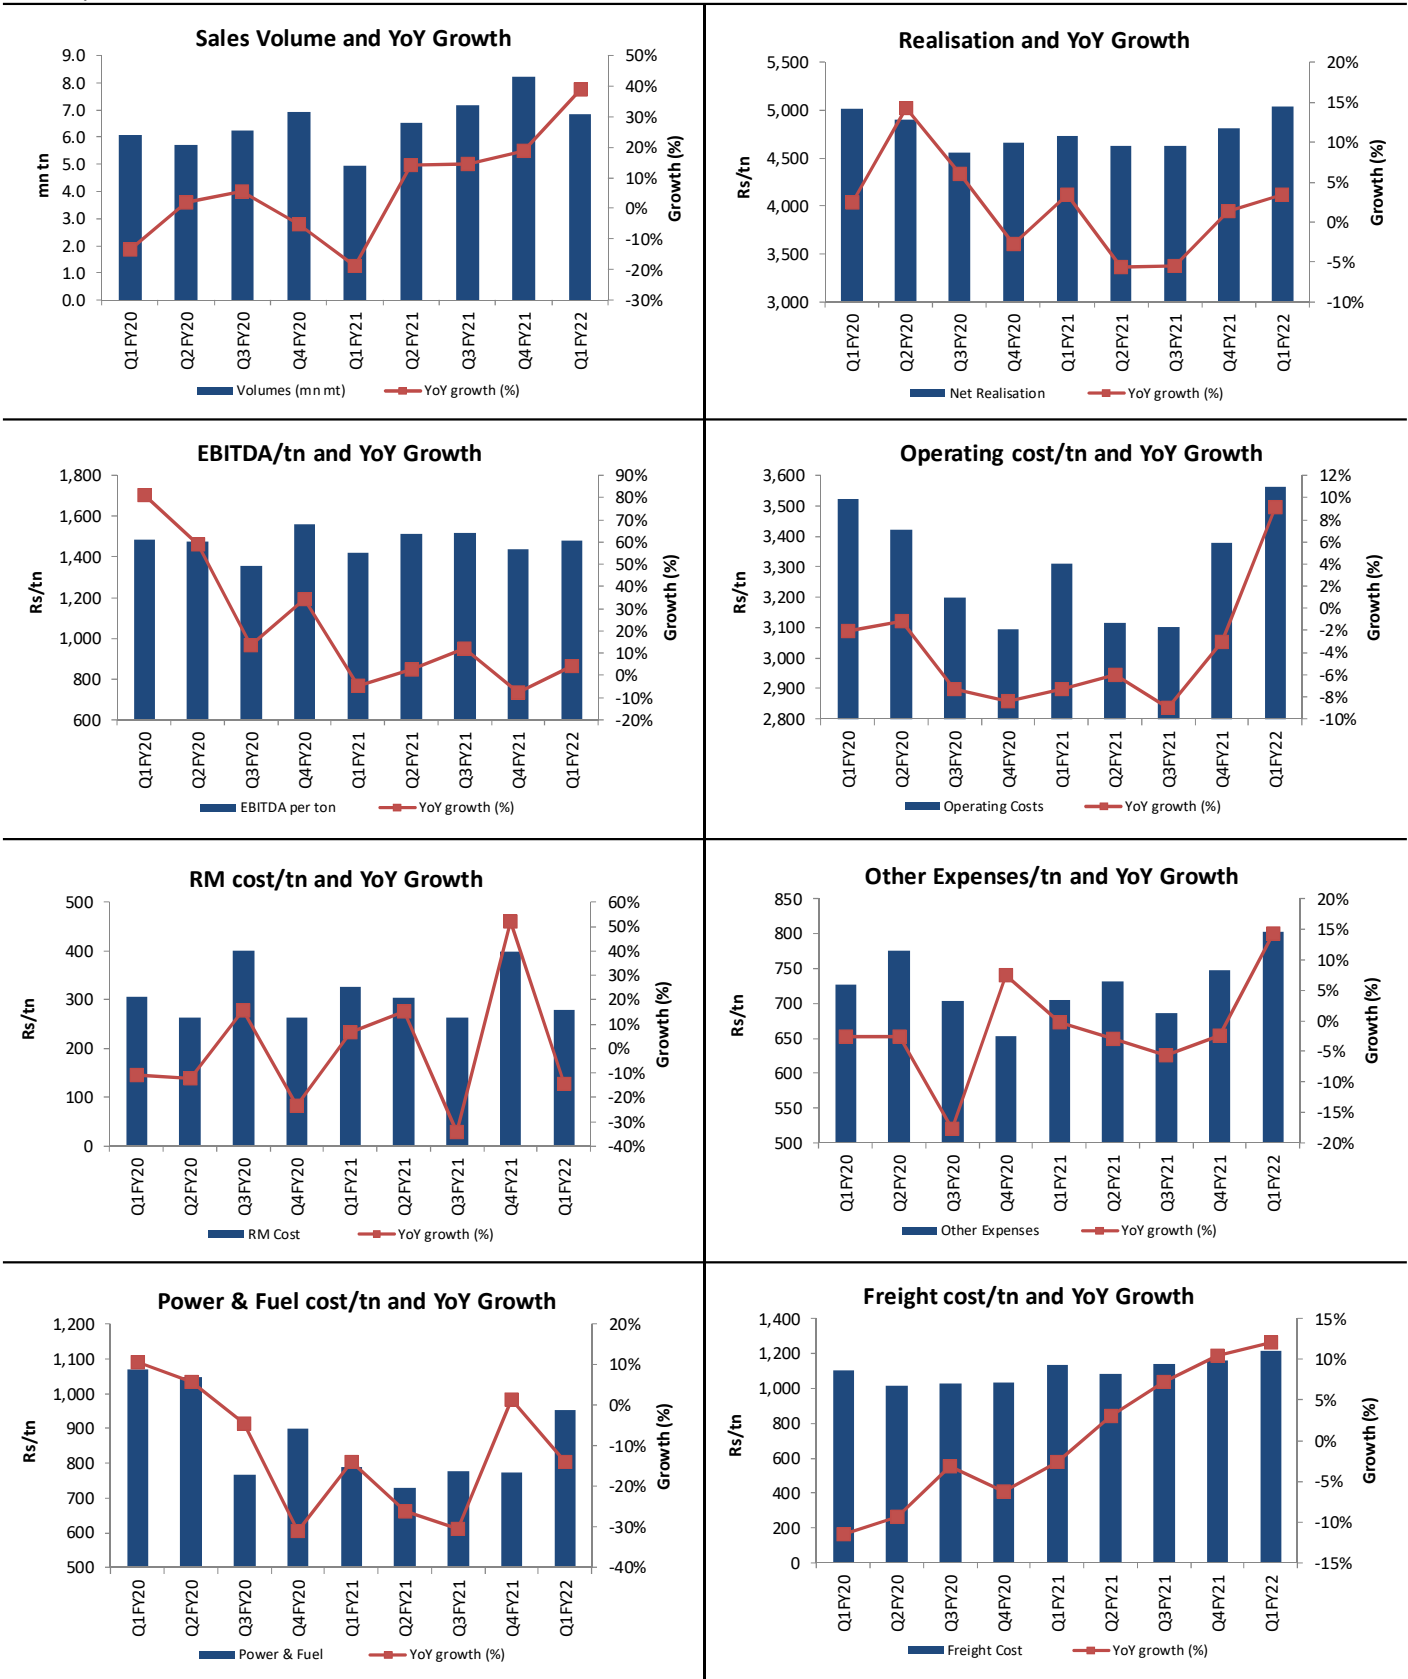 Sales Volume and YoY Growth
9.0
8.0
7.0
6.0
5.0
4.0
3.0
2.0
1.0
0.0
mn tn
50%
40%
30%
20%
10%
0%
-10%
-20%
-30%
Growth (%)
Q1FY20
Q2FY20
Q3FY20
Q4FY20
Q1FY21
Q2FY21
Q3FY21
Q4FY21
Q1FY22
Volumes (mn mt)
YoY growth (%)
Realisation and YoY Growth
5,500
5,000
4,500
4,000
3,500
3,000
Rs/tn
20%
15%
10%
5%
0%
-5%
-10%
Growth (%)
Q1FY20
Q2FY20
Q3FY20
Q4FY20
Q1FY21
Q2FY21
Q3FY21
Q4FY21
Q1FY22
Net Realisation
YoY growth (%)
EBITDA/tn and YoY Growth
1,800
1,600
1,400
1,200
1,000
800
600
Rs/tn
90%
80%
70%
60%
50%
40%
30%
20%
10%
0%
-10%
-20%
Growth (%)
Q1FY20
Q2FY20
Q3FY20
Q4FY20
Q1FY21
Q2FY21
Q3FY21
Q4FY21
Q1FY22
EBITDA per ton
YoY growth (%)
Operating cost/tn and YoY Growth
3,600
3,500
3,400
3,300
3,200
3,100
3,000
2,900
2,800
Rs/tn
12%
10%
8%
6%
4%
2%
0%
-2%
-4%
-6%
-8%
-10%
Growth (%)
Q1FY20
Q2FY20
Q3FY20
Q4FY20
Q1FY21
Q2FY21
Q3FY21
Q4FY21
Q1FY22
Operating Costs
YoY growth (%)
RM cost/tn and YoY Growth
500
400
300
200
100
0
Rs/tn
60%
50%
40%
30%
20%
10%
0%
-10%
-20%
-30%
-40%
Growth (%)
Q1FY20
Q2FY20
Q3FY20
Q4FY20
Q1FY21
Q2FY21
Q3FY21
Q4FY21
Q1FY22
RM Cost
YoY growth (%)
Other Expenses/tn and YoY Growth
850
800
750
700
650
600
550
500
Rs/tn
20%
15%
10%
5%
0%
-5%
-10%
-15%
-20%
Growth (%)
Q1FY20
Q2FY20
Q3FY20
Q4FY20
Q1FY21
Q2FY21
Q3FY21
Q4FY21
Q1FY22
Other Expenses
YoY growth (%)
Power & Fuel cost/tn and YoY Growth
1,200
1,100
1,000
900
800
700
600
500
Rs/tn
20%
10%
0%
-10%
-20%
-30%
-40%
Growth (%)
Q1FY20
Q2FY20
Q3FY20
Q4FY20
Q1FY21
Q2FY21
Q3FY21
Q4FY21
Q1FY22
Power & Fuel
YoY growth (%)
Freight cost/tn and YoY Growth
1,400
1,200
1,000
800
600
400
200
0
Rs/tn
15%
10%
5%
0%
-5%
-10%
-15%
Growth (%)
Q1FY20
Q2FY20
Q3FY20
Q4FY20
Q1FY21
Q2FY21
Q3FY21
Q4FY21
Q1FY22
Freight Cost
YoY growth (%)